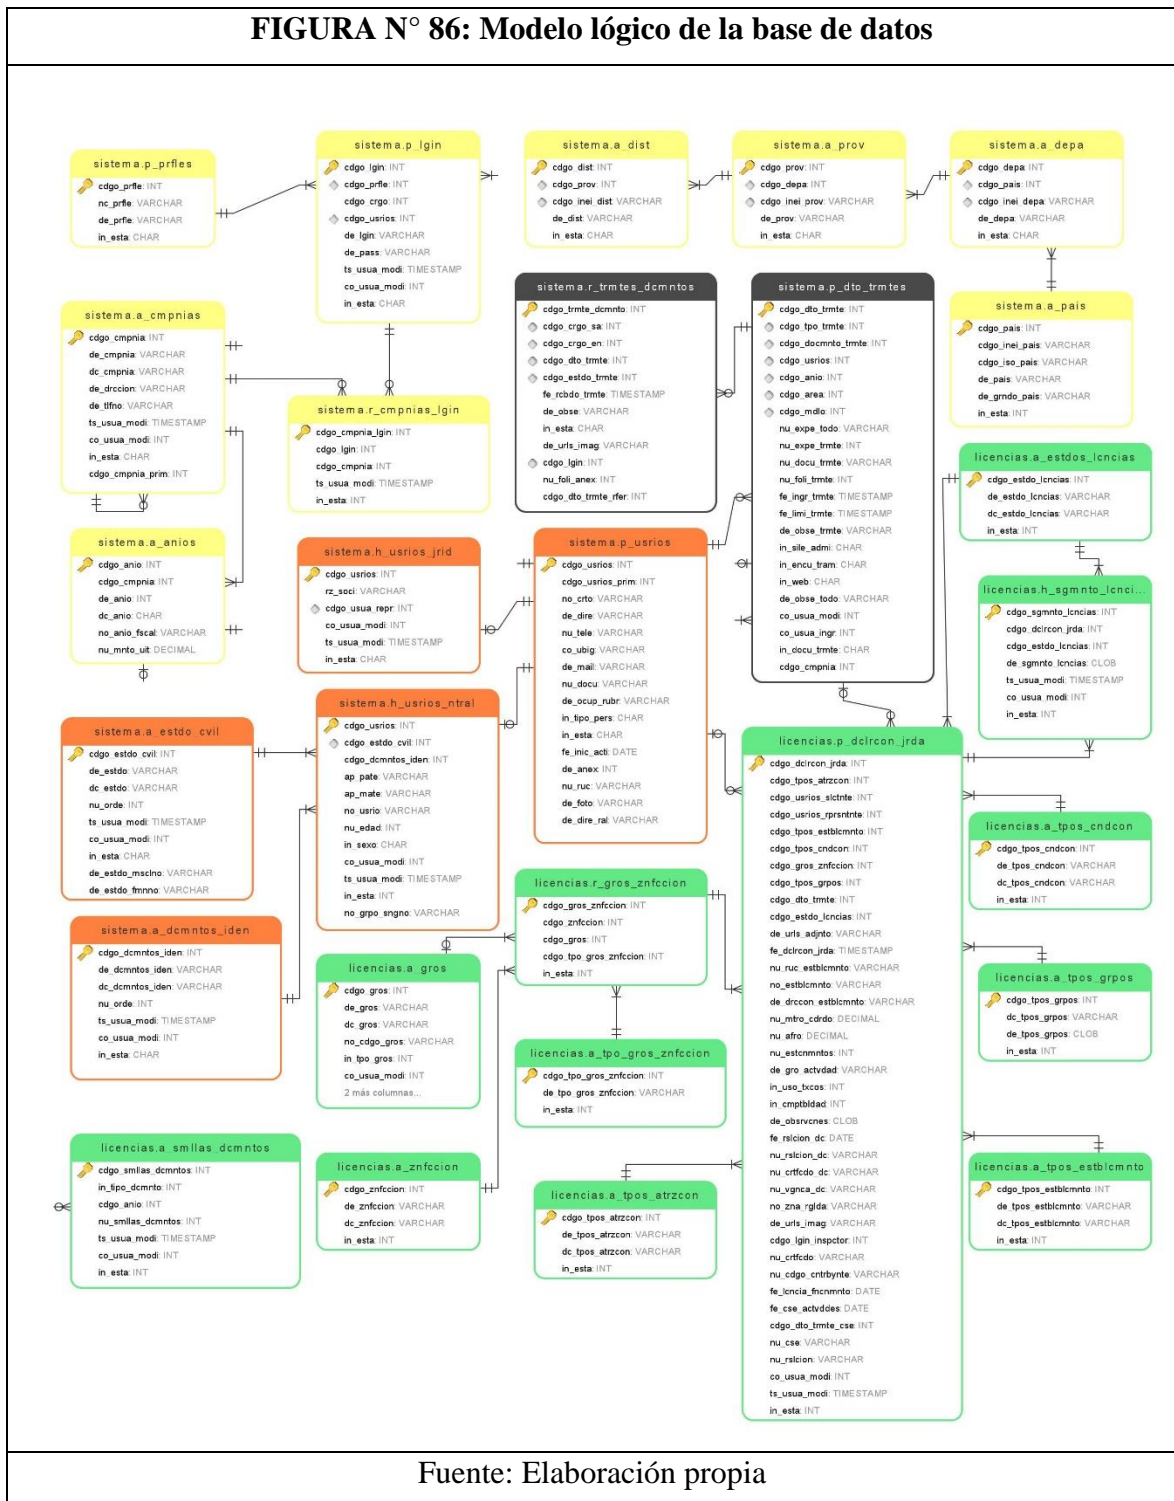 FIGURA N° 86: Modelo lógico de la base de datos
sistema.p_prfles
cdgo_prfle: INT
nc_prfle: VARCHAR
de_prfle: VARCHAR
in_esta: CHAR
sistema.p_lgin
cdgo_lgin: INT
cdgo_prfle: INT
cdgo_crgo: INT
cdgo_usrios: INT
de_lgin: VARCHAR
de_pass: VARCHAR
ts_usua_modi: TIMESTAMP
co_usua_modi: INT
in_esta: CHAR
sistema.a_dist
cdgo_dist: INT
cdgo_prov: INT
cdgo_inei_dist: INT
de_dist: VARCHAR
in_esta: CHAR
sistema.a_prov
cdgo_prov: INT
cdgo_depa: INT
cdgo_inei_prov: INT
de_prov: VARCHAR
in_esta: CHAR
sistema.a_depa
cdgo_depa: INT
cdgo_pais: INT
cdgo_inei_depa: INT
de_depa: VARCHAR
in_esta: CHAR
sistema.a_cmpnias
cdgo_cmpnia: INT
de_cmpnia: VARCHAR
dc_cmpnia: VARCHAR
de_drccion: VARCHAR
de_tlfno: VARCHAR
ts_usua_modi: TIMESTAMP
co_usua_modi: INT
in_esta: CHAR
cdgo_cmpnia_prim: INT
sistema.r_cmpnias_lgin
cdgo_cmpnia_lgin: INT
cdgo_lgin: INT
cdgo_cmpnia: INT
ts_usua_modi: TIMESTAMP
in_esta: INT
sistema.r_trmtes_dcmntos
cdgo_trmte_dcmnto: INT
cdgo_crgo_sa: INT
cdgo_crgo_en: INT
cdgo_dto_trmte: INT
cdgo_estdo_trmte: INT
fe_rcbdo_trmte: TIMESTAMP
de_obse: VARCHAR
in_esta: CHAR
de_urls_imag: VARCHAR
cdgo_lgin: INT
nu_foli_anex: INT
cdgo_dto_trmte_rfer: INT
sistema.p_dto_trmtes
cdgo_dto_trmte: INT
cdgo_tpo_trmte: INT
cdgo_docmnto_trmte: INT
cdgo_usrios: INT
cdgo_anio: INT
cdgo_area: INT
cdgo_mdlo: INT
nu_expe_todo: VARCHAR
nu_expe_trmte: INT
nu_docu_trmte: VARCHAR
nu_foli_trmte: INT
fe_ingr_trmte: TIMESTAMP
fe_limi_trmte: TIMESTAMP
de_obse_trmte: VARCHAR
in_sile_admi: CHAR
in_encu_tram: CHAR
in_web: CHAR
de_obse_todo: VARCHAR
co_usua_modi: INT
co_usua_ingr: INT
in_docu_trmte: CHAR
cdgo_cmpnia: INT
sistema.a_pais
cdgo_pais: INT
cdgo_inei_pais: VARCHAR
cdgo_iso_pais: VARCHAR
de_pais: VARCHAR
de_grndo_pais: VARCHAR
in_esta: INT
licencias.a_estdos_lcncias
cdgo_estdo_lcncias: INT
de_estdo_lcncias: VARCHAR
dc_estdo_lcncias: VARCHAR
in_esta: INT
sistema.a_anios
cdgo_anio: INT
cdgo_cmpnia: INT
de_anio: INT
dc_anio: CHAR
no_anio_fscal: VARCHAR
nu_mnto_uit: DECIMAL
sistema.h_usrios_jrid
cdgo_usrios: INT
rz_soci: VARCHAR
cdgo_usua_repr: INT
co_usua_modi: INT
ts_usua_modi: TIMESTAMP
in_esta: CHAR
sistema.p_usrios
cdgo_usrios: INT
cdgo_usrios_prim: INT
no_crto: VARCHAR
de_dire: VARCHAR
nu_tele: VARCHAR
co_ubig: VARCHAR
de_mail: VARCHAR
nu_docu: VARCHAR
de_ocup_rubr: VARCHAR
in_tipo_pers: CHAR
in_esta: CHAR
fe_inic_acti: DATE
de_anex: INT
nu_ruc: VARCHAR
de_foto: VARCHAR
de_dire_ral: VARCHAR
licencias.h_sgmnto_lcnci...
cdgo_sgmnto_lcncias: INT
cdgo_dclrcon_jrda: INT
cdgo_estdo_lcncias: INT
de_sgmnto_lcncias: CLOB
ts_usua_modi: TIMESTAMP
co_usua_modi: INT
in_esta: INT
sistema.a_estdo_cvil
cdgo_estdo_cvil: INT
de_estdo: VARCHAR
dc_estdo: VARCHAR
nu_orde: INT
ts_usua_modi: TIMESTAMP
co_usua_modi: INT
in_esta: CHAR
de_estdo_msclno: VARCHAR
de_estdo_fmnno: VARCHAR
sistema.h_usrios_ntral
cdgo_usrios: INT
cdgo_estdo_cvil: INT
cdgo_dcmntos_iden: INT
ap_pate: VARCHAR
ap_mate: VARCHAR
no_usrio: VARCHAR
nu_edad: INT
in_sexo: CHAR
co_usua_modi: INT
ts_usua_modi: TIMESTAMP
in_esta: INT
no_grpo_sngno: VARCHAR
licencias.p_dclrcon_jrda
cdgo_dclrcon_jrda: INT
cdgo_tpos_atrzcon: INT
cdgo_usrios_slctnte: INT
cdgo_usrios_rprsntnte: INT
cdgo_tpos_estblcmnto: INT
cdgo_tpos_cndcon: INT
cdgo_gros_znfccion: INT
cdgo_tpos_grpos: INT
cdgo_dto_trmte: INT
cdgo_estdo_lcncias: INT
de_urls_adjnto: VARCHAR
fe_dclrcon_jrda: TIMESTAMP
nu_ruc_estblcmnto: VARCHAR
no_estblcmnto: VARCHAR
de_drccon_estblcmnto: VARCHAR
nu_mtro_cdrdo: DECIMAL
nu_afro: DECIMAL
nu_estcnmntos: INT
de_gro_actvdad: VARCHAR
in_uso_txcos: INT
in_cmptbldad: INT
de_obsrvcnes: CLOB
fe_rslcion_dc: DATE
nu_rslcion_dc: VARCHAR
nu_crtfcdo_dc: VARCHAR
nu_vgnca_dc: VARCHAR
no_zna_rglda: VARCHAR
de_urls_imag: VARCHAR
cdgo_lgin_inspctor: INT
nu_crtfcdo: VARCHAR
nu_cdgo_cntrbynte: VARCHAR
fe_lcncia_fncnmnto: DATE
fe_cse_actvddes: DATE
cdgo_dto_trmte_cse: INT
nu_cse: VARCHAR
nu_rslcion: VARCHAR
co_usua_modi: INT
ts_usua_modi: TIMESTAMP
in_esta: INT
licencias.a_tpos_cndcon
cdgo_tpos_cndcon: INT
de_tpos_cndcon: VARCHAR
dc_tpos_cndcon: VARCHAR
in_esta: INT
sistema.a_dcmntos_iden
cdgo_dcmntos_iden: INT
de_dcmntos_iden: VARCHAR
dc_dcmntos_iden: VARCHAR
nu_orde: INT
ts_usua_modi: TIMESTAMP
co_usua_modi: INT
in_esta: CHAR
licencias.r_gros_znfccion
cdgo_gros_znfccion: INT
cdgo_znfccion: INT
cdgo_gros: INT
cdgo_tpo_gros_znfccion: INT
in_esta: INT
licencias.a_gros
cdgo_gros: INT
de_gros: VARCHAR
dc_gros: VARCHAR
no_cdgo_gros: VARCHAR
in_tpo_gros: INT
co_usua_modi: INT
2 más columnas...
licencias.a_tpo_gros_znfccion
cdgo_tpo_gros_znfccion: INT
de_tpo_gros_znfccion: VARCHAR
in_esta: INT
licencias.a_tpos_grpos
cdgo_tpos_grpos: INT
dc_tpos_grpos: VARCHAR
de_tpos_grpos: CLOB
in_esta: INT
licencias.a_smllas_dcmntos
cdgo_smllas_dcmntos: INT
in_tipo_dcmnto: INT
cdgo_anio: INT
nu_smllas_dcmntos: INT
ts_usua_modi: TIMESTAMP
co_usua_modi: INT
in_esta: INT
licencias.a_znfccion
cdgo_znfccion: INT
de_znfccion: VARCHAR
dc_znfccion: VARCHAR
in_esta: INT
licencias.a_tpos_atrzcon
cdgo_tpos_atrzcon: INT
de_tpos_atrzcon: VARCHAR
dc_tpos_atrzcon: VARCHAR
in_esta: INT
licencias.a_tpos_estblcmnto
cdgo_tpos_estblcmnto: INT
de_tpos_estblcmnto: VARCHAR
dc_tpos_estblcmnto: VARCHAR
in_esta: INT
Fuente: Elaboración propia